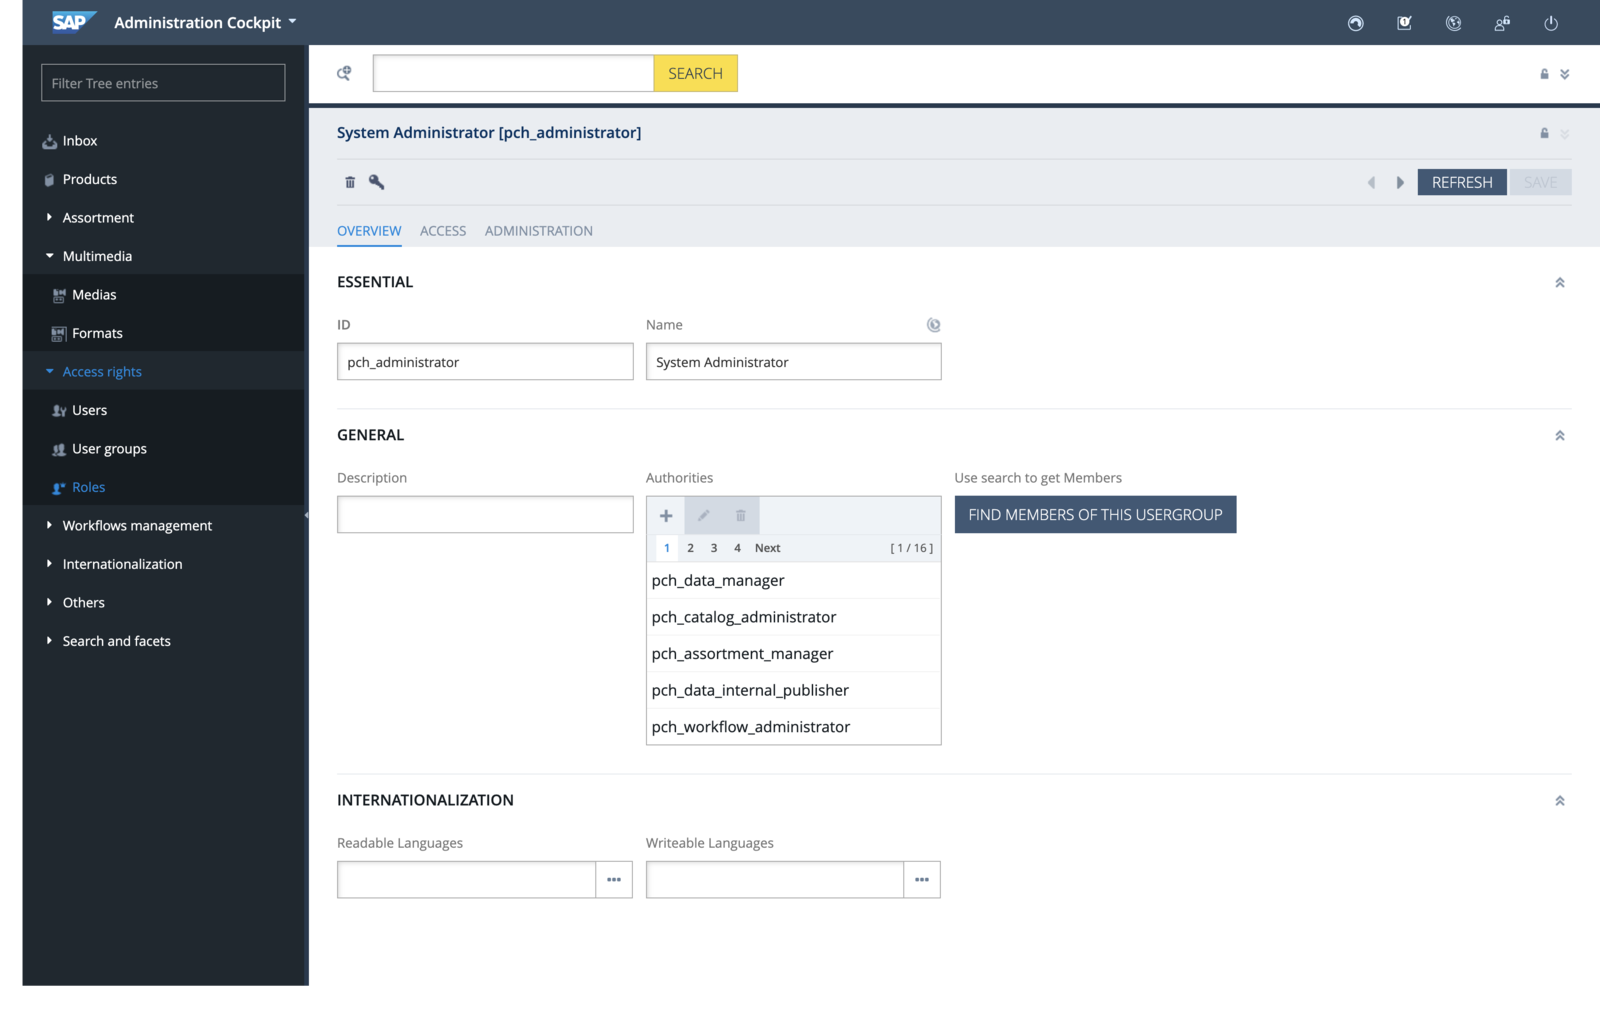 SAP Administration Cockpit
Filter Tree entries
Inbox
Products
Assortment
Multimedia
Medias
Formats
Access rights
Users
User groups
Roles
Workflows management
Internationalization
Others
Search and facets
SEARCH
System Administrator [pch_administrator]
REFRESH SAVE
OVERVIEW ACCESS ADMINISTRATION
ESSENTIAL
ID Name
pch_administrator System Administrator
GENERAL
Description Authorities Use search to get Members
FIND MEMBERS OF THIS USERGROUP
1 2 3 4 Next [ 1 / 16 ]
pch_data_manager
pch_catalog_administrator
pch_assortment_manager
pch_data_internal_publisher
pch_workflow_administrator
INTERNATIONALIZATION
Readable Languages Writeable Languages